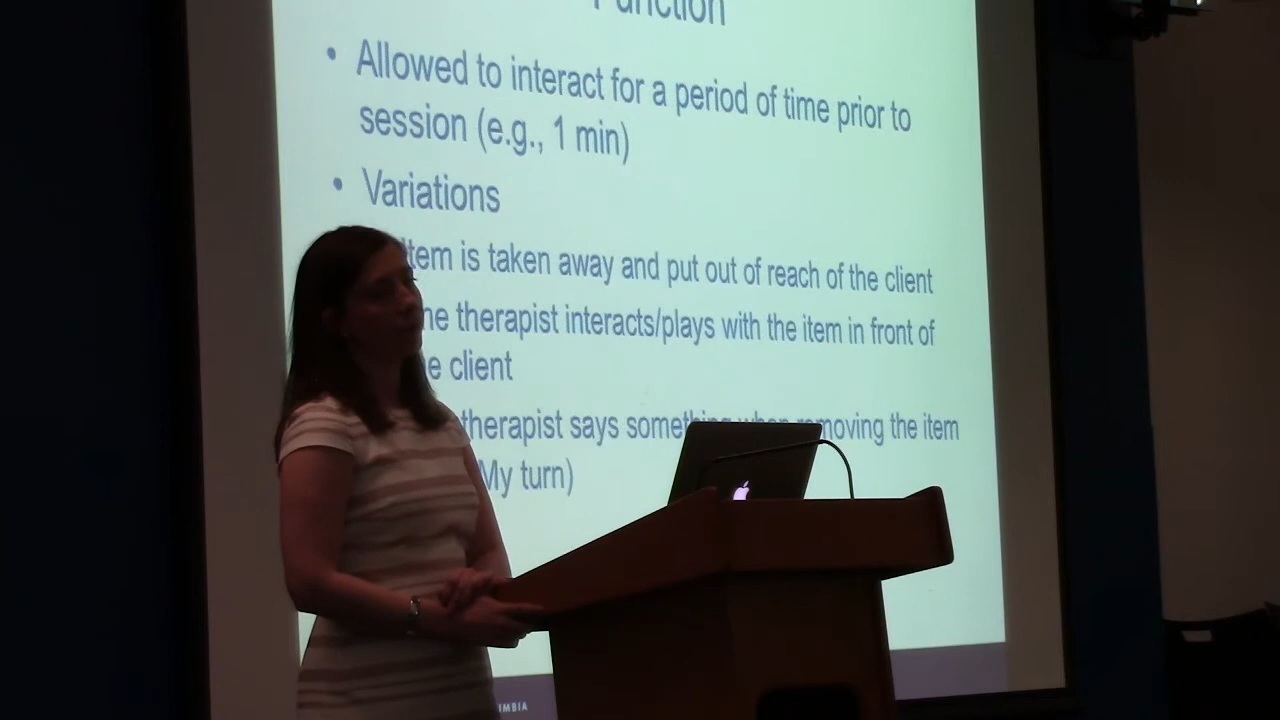 Function
• Allowed to interact for a period of time prior to
session (e.g., 1 min)
• Variations
Item is taken away and put out of reach of the client
therapist interacts/plays with the item in front of
client
therapist says something when removing the item
My turn)